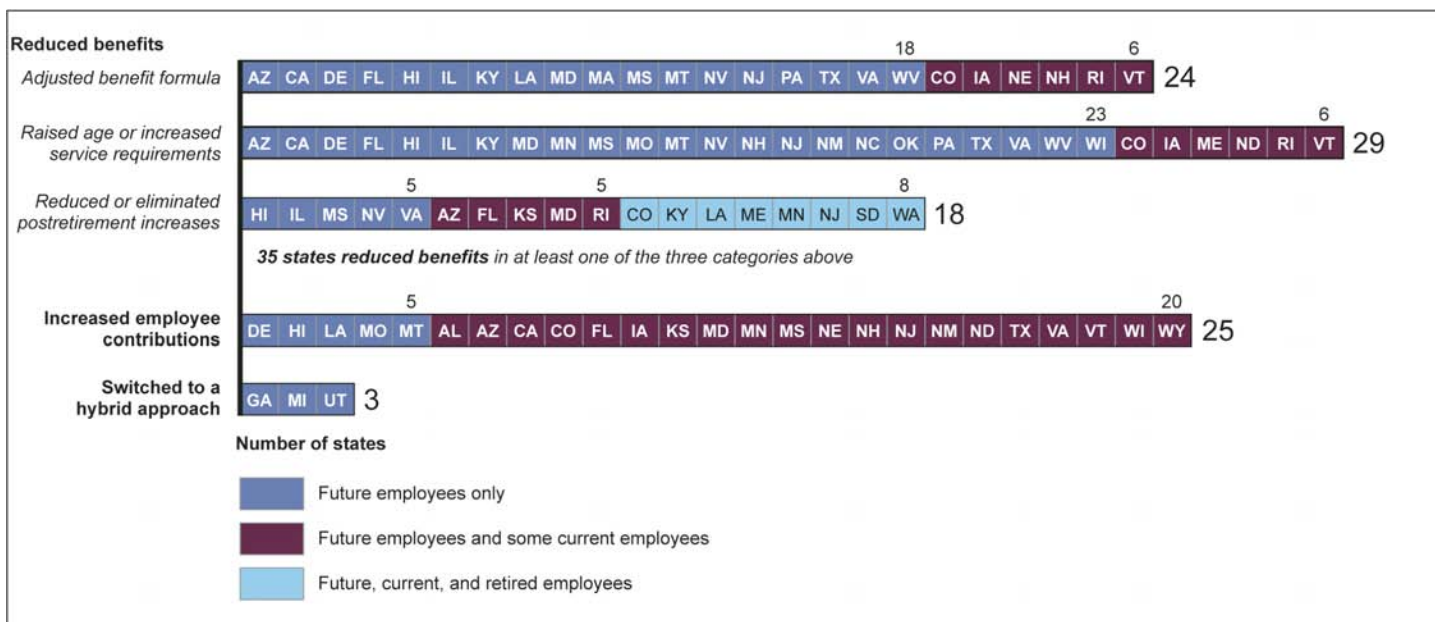 Reduced benefits
18 6
Adjusted benefit formula AZ CA DE FL HI IL KY LA MD MA MS MT NV NJ PA TX VA WV CO IA NE NH RI VT 24
23 6
Raised age or increased
service requirements AZ CA DE FL HI IL KY MD MN MS MO MT NV NH NJ NM NC OK PA TX VA WV WI CO IA ME ND RI VT 29
5 5 8
Reduced or eliminated
postretirement increases HI IL MS NV VA AZ FL KS MD RI CO KY LA ME MN NJ SD WA 18
35 states reduced benefits in at least one of the three categories above
5 20
Increased employee
contributions DE HI LA MO MT AL AZ CA CO FL IA KS MD MN MS NE NH NJ NM ND TX VA VT WI WY 25
Switched to a
hybrid approach GA MI UT 3
Number of states
Future employees only
Future employees and some current employees
Future, current, and retired employees